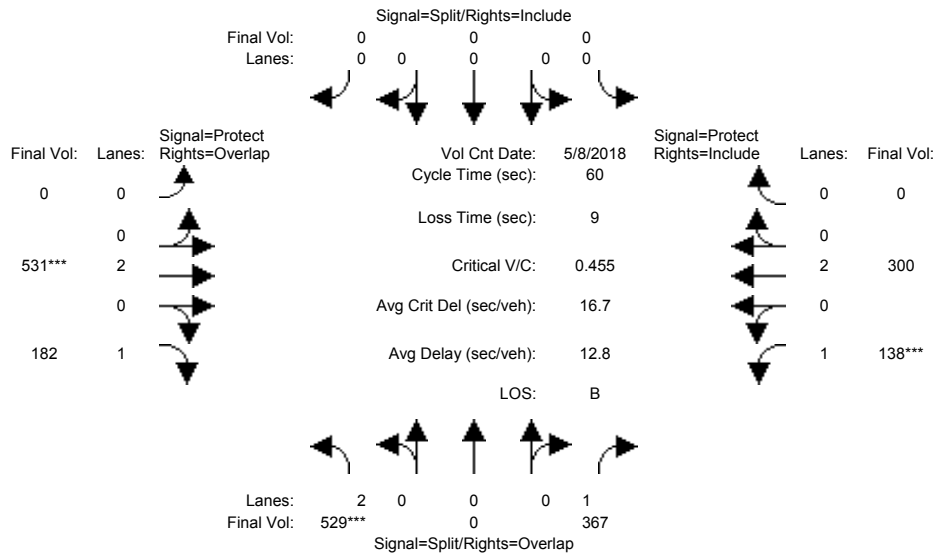 Signal=Split/Rights=Include
Final Vol: 0 0 0
Lanes: 0 0 0 0 0
Signal=Protect Signal=Protect
Final Vol: Lanes: Rights=Overlap Vol Cnt Date: 5/8/2018 Rights=Include Lanes: Final Vol:
Cycle Time (sec): 60
0 0 0 0
Loss Time (sec): 9
0 0
531*** 2 Critical V/C: 0.455 2 300
0 Avg Crit Del (sec/veh): 16.7 0
182 1 Avg Delay (sec/veh): 12.8 1 138***
LOS: B
Lanes: 2 0 0 0 1
Final Vol: 529*** 0 367
Signal=Split/Rights=Overlap